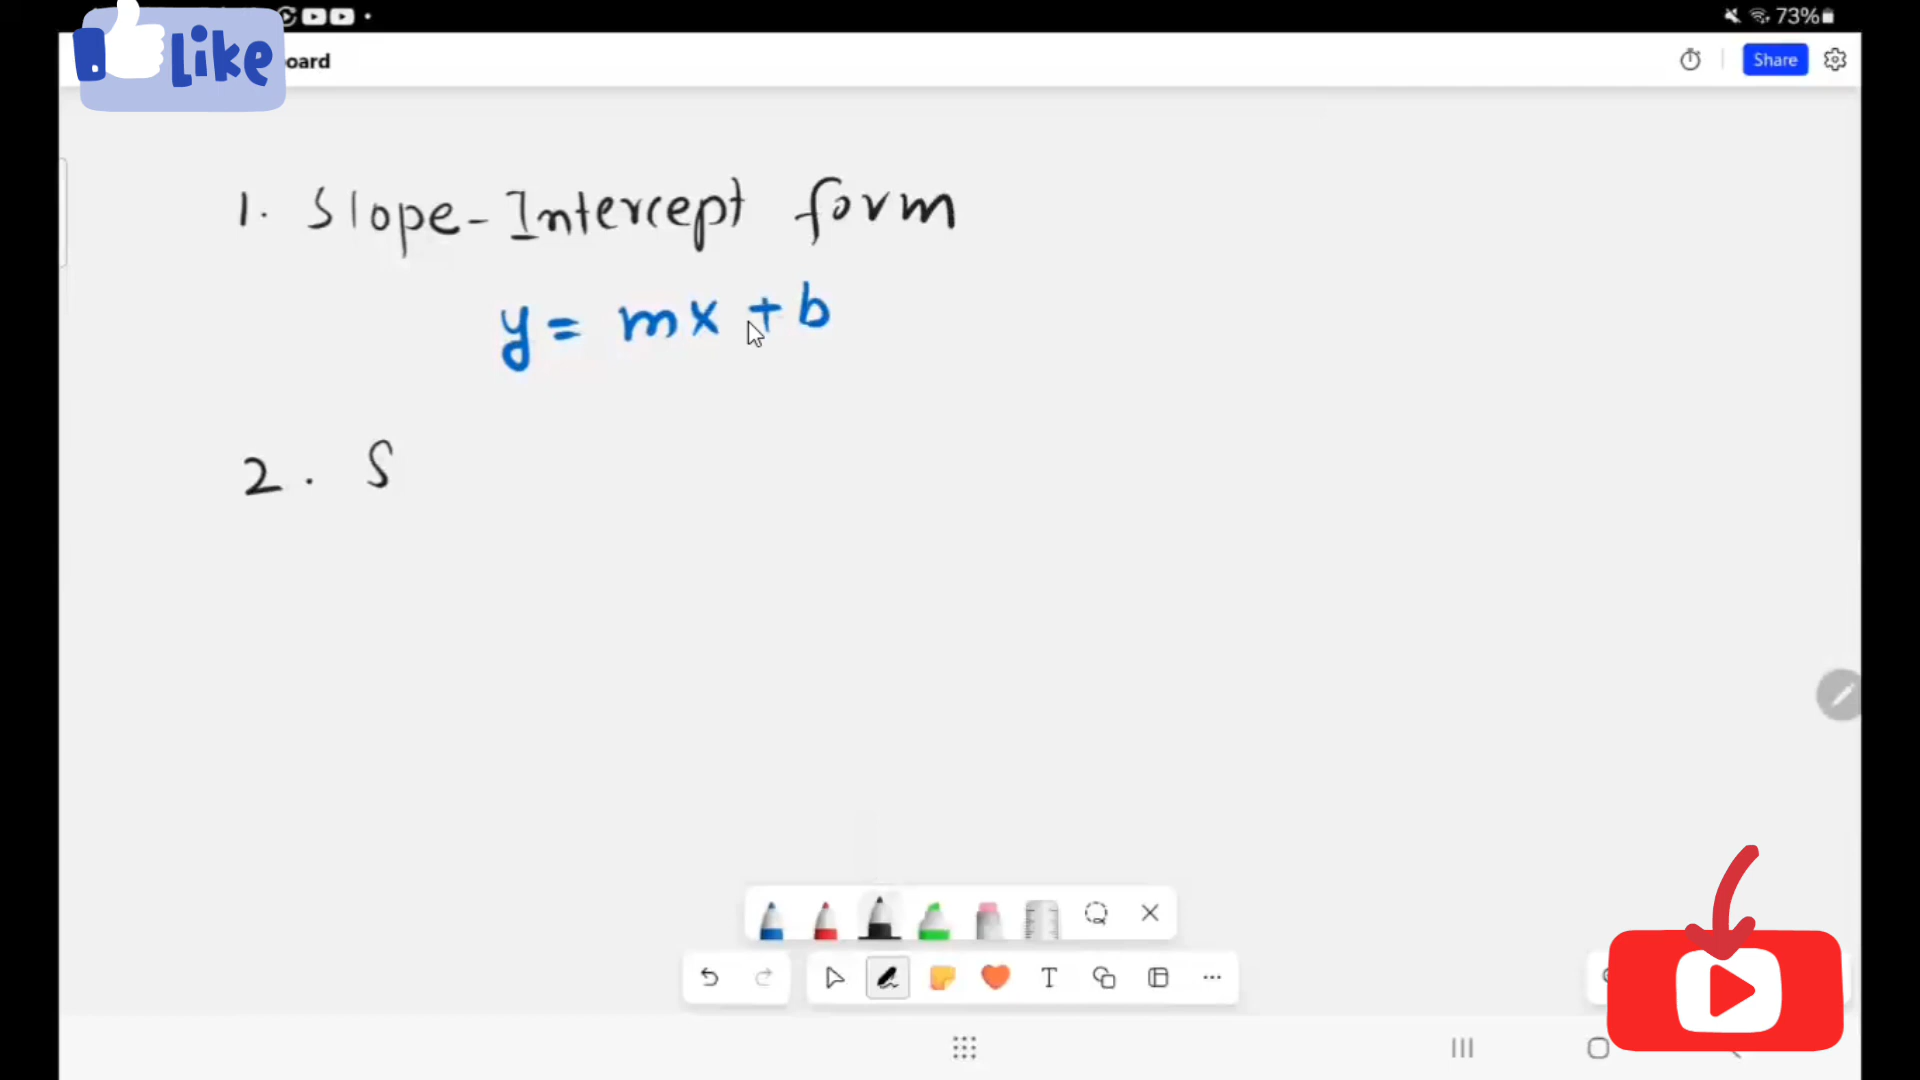 73%
Like
oard
Share
1. Slope-Intercept form
y = mx + b
2. S
T